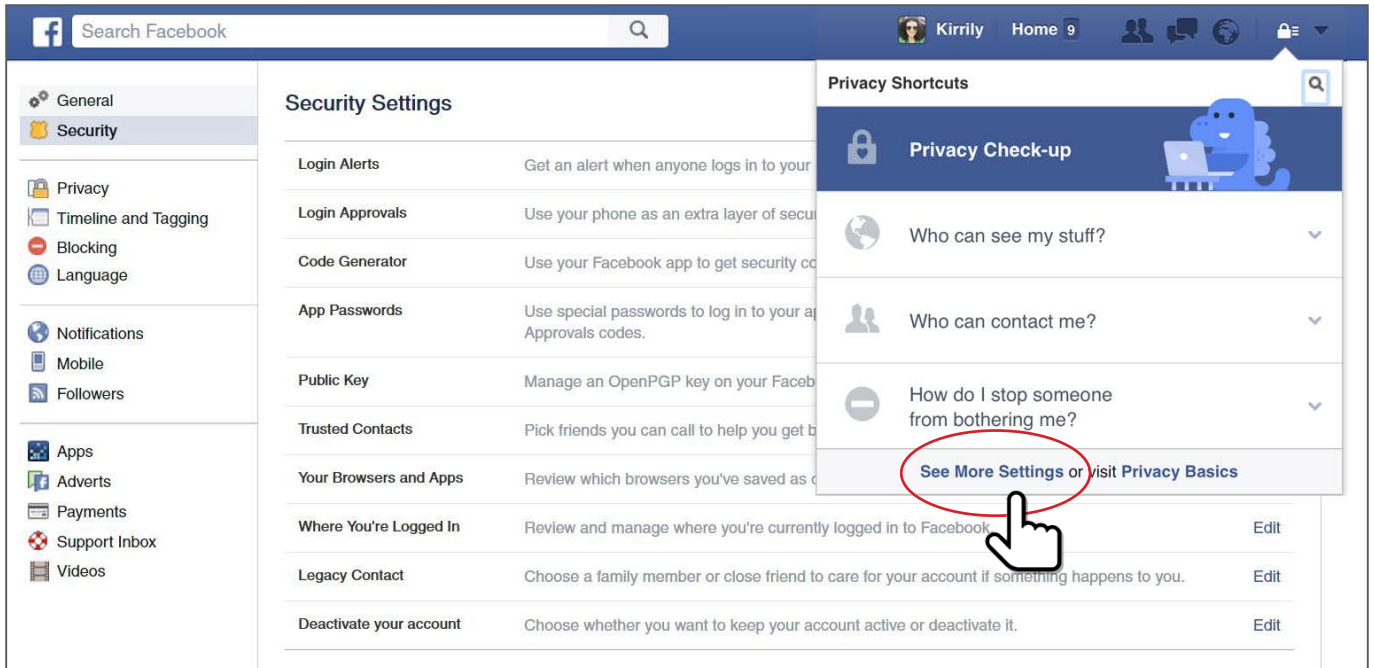 f Search Facebook Kirrily Home 9
General
Security
Privacy
Timeline and Tagging
Blocking
Language
Notifications
Mobile
Followers
Apps
Adverts
Payments
Support Inbox
Videos
Security Settings
Login Alerts Get an alert when anyone logs in to your
Login Approvals Use your phone as an extra layer of secu
Code Generator Use your Facebook app to get security co
App Passwords Use special passwords to log in to your a
Approvals codes.
Public Key Manage an OpenPGP key on your Faceb
Trusted Contacts Pick friends you can call to help you get b
Your Browsers and Apps Review which browsers you've saved as
Where You're Logged In Review and manage where you're currently logged in to Facebook. Edit
Legacy Contact Choose a family member or close friend to care for your account if something happens to you. Edit
Deactivate your account Choose whether you want to keep your account active or deactivate it. Edit
Privacy Shortcuts
Privacy Check-up
Who can see my stuff?
Who can contact me?
How do I stop someone
from bothering me?
See More Settings or visit Privacy Basics